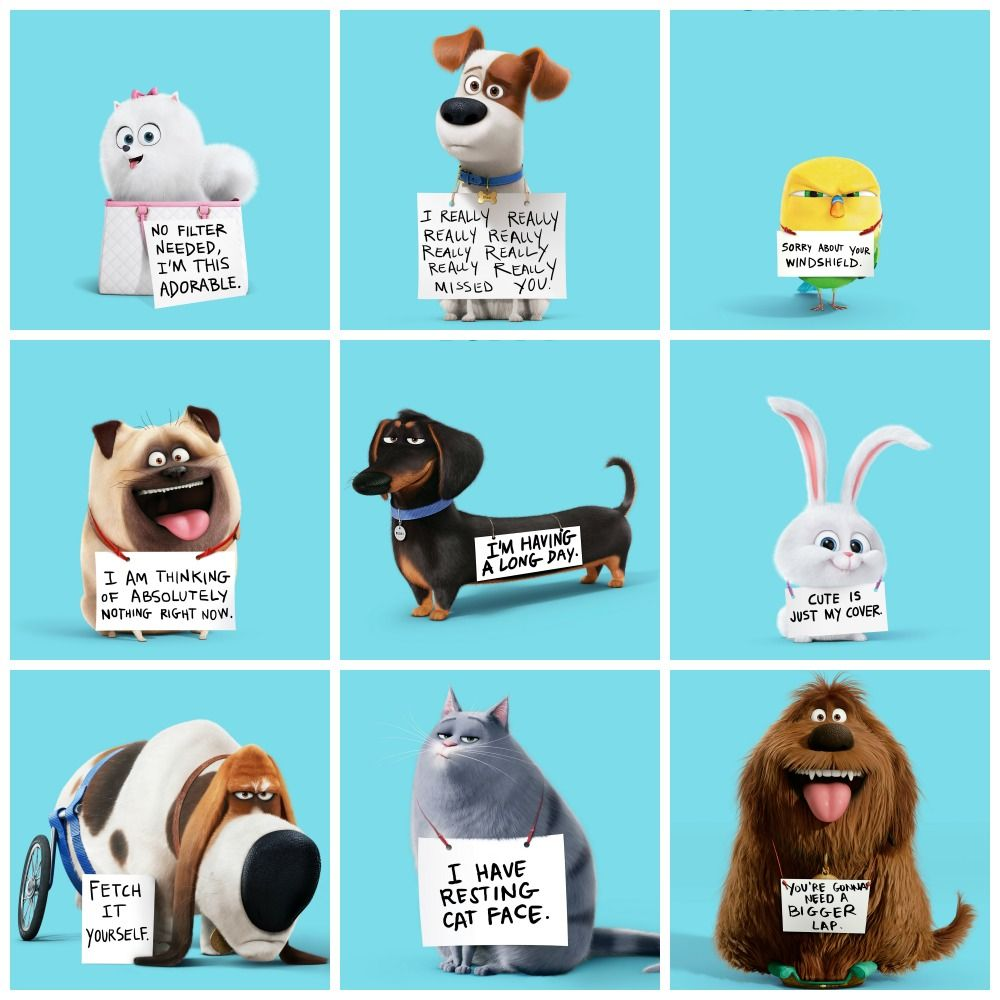 NO FILTER
NEEDED,
I'M THIS
ADORABLE.
I REALLY REALLY
REALLY REALLY
REALLY REALLY
REALLY REALLY
MISSED YOU.
SORRY ABOUT YOUR
WINDSHIELD.
I AM THINKING
OF ABSOLUTELY
NOTHING RIGHT NOW.
I'M HAVING
A LONG DAY.
CUTE IS
JUST MY COVER.
FETCH
IT
YOURSELF.
I HAVE
RESTING
CAT FACE.
YOU'RE GONNA
NEED A
BIGGER
LAP.